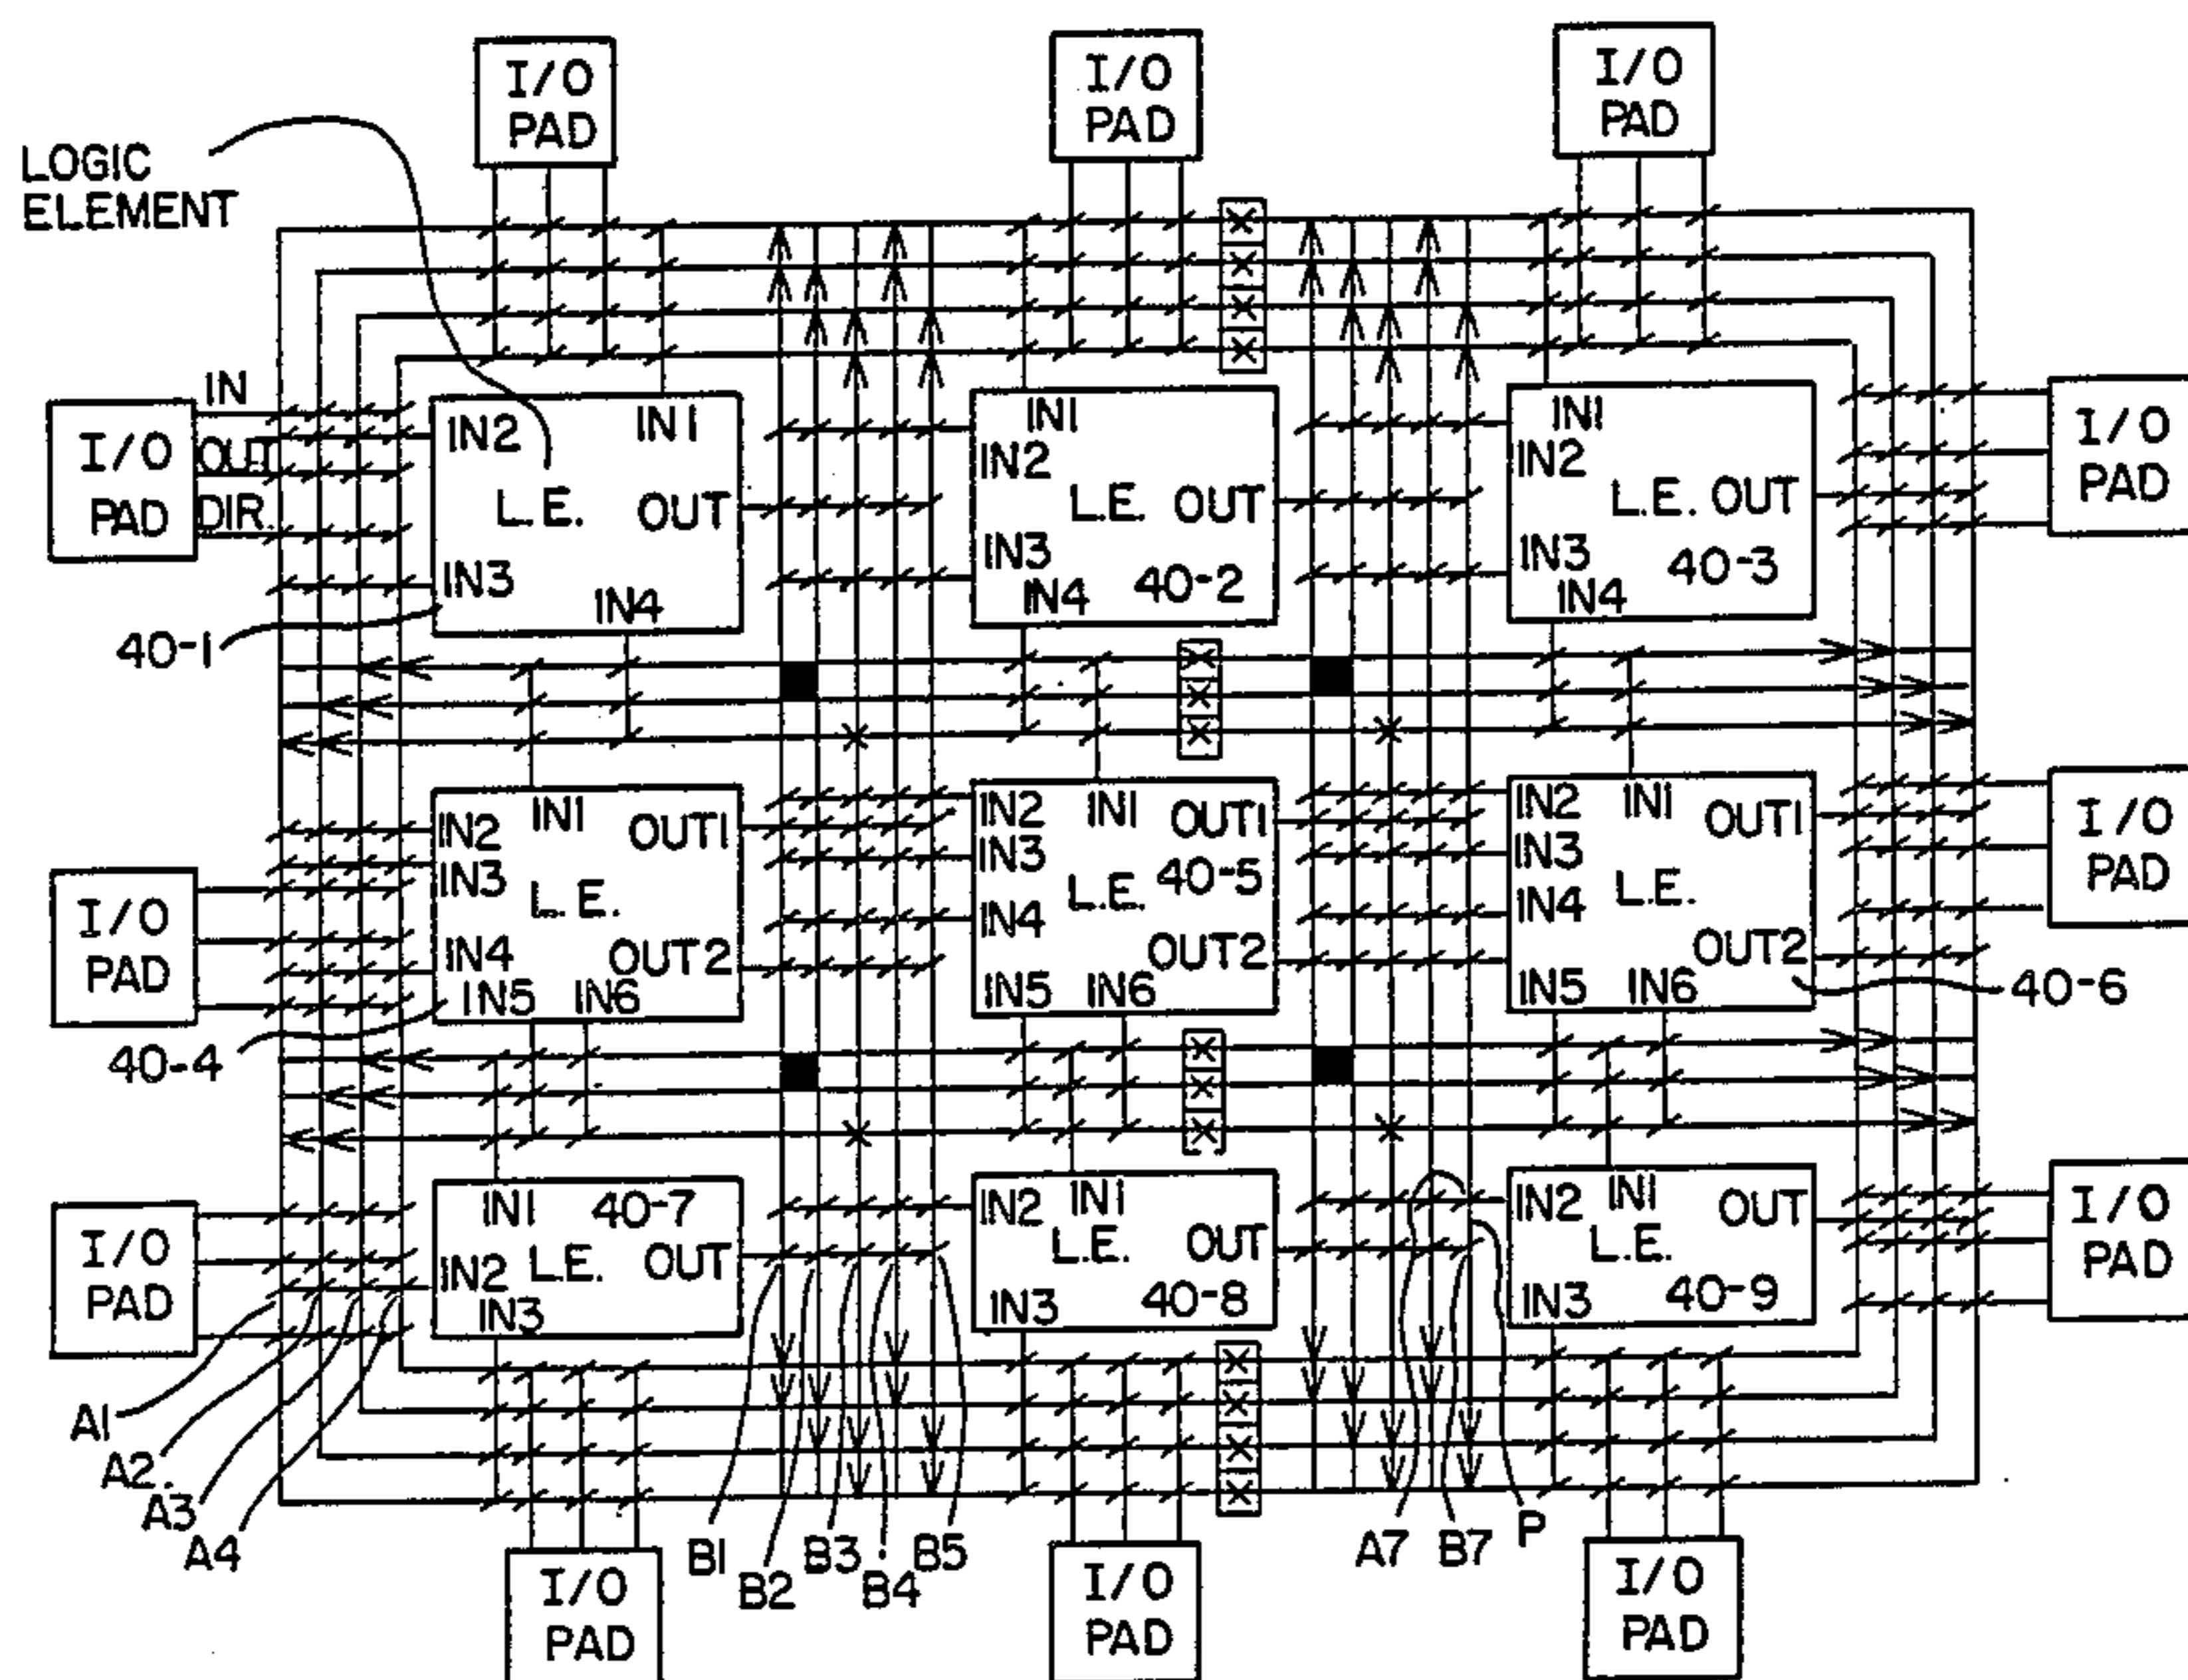 I/O
PAD
I/O
PAD
I/O
PAD
LOGIC
ELEMENT
I/O
PAD
IN
OUT
DIR.
IN2
IN1
L.E.
OUT
IN3
IN4
40-1
IN1
IN2
L.E.
OUT
IN3
IN4
40-2
IN1
IN2
L.E.
OUT
IN3
IN4
40-3
I/O
PAD
I/O
PAD
IN1
IN2
OUT1
IN3
L.E.
IN4
OUT2
IN5
IN6
40-4
IN1
IN2
OUT1
IN3
40-5
L.E.
IN4
OUT2
IN5
IN6
IN1
IN2
OUT1
IN3
L.E.
IN4
OUT2
IN5
IN6
40-6
I/O
PAD
I/O
PAD
IN1
40-7
IN2
L.E.
OUT
IN3
IN2
IN1
L.E.
OUT
IN3
40-8
IN2
IN1
OUT
L.E.
IN3
40-9
I/O
PAD
A1
A2
A3
A4
B1
B2
B3
B4
B5
A7
B7
P
I/O
PAD
I/O
PAD
I/O
PAD